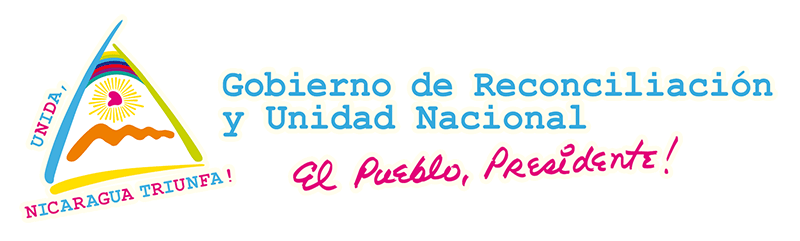 UNIDA,
NICARAGUA TRIUNFA!
Gobierno de Reconciliación
y Unidad Nacional
El Pueblo, Presidente!